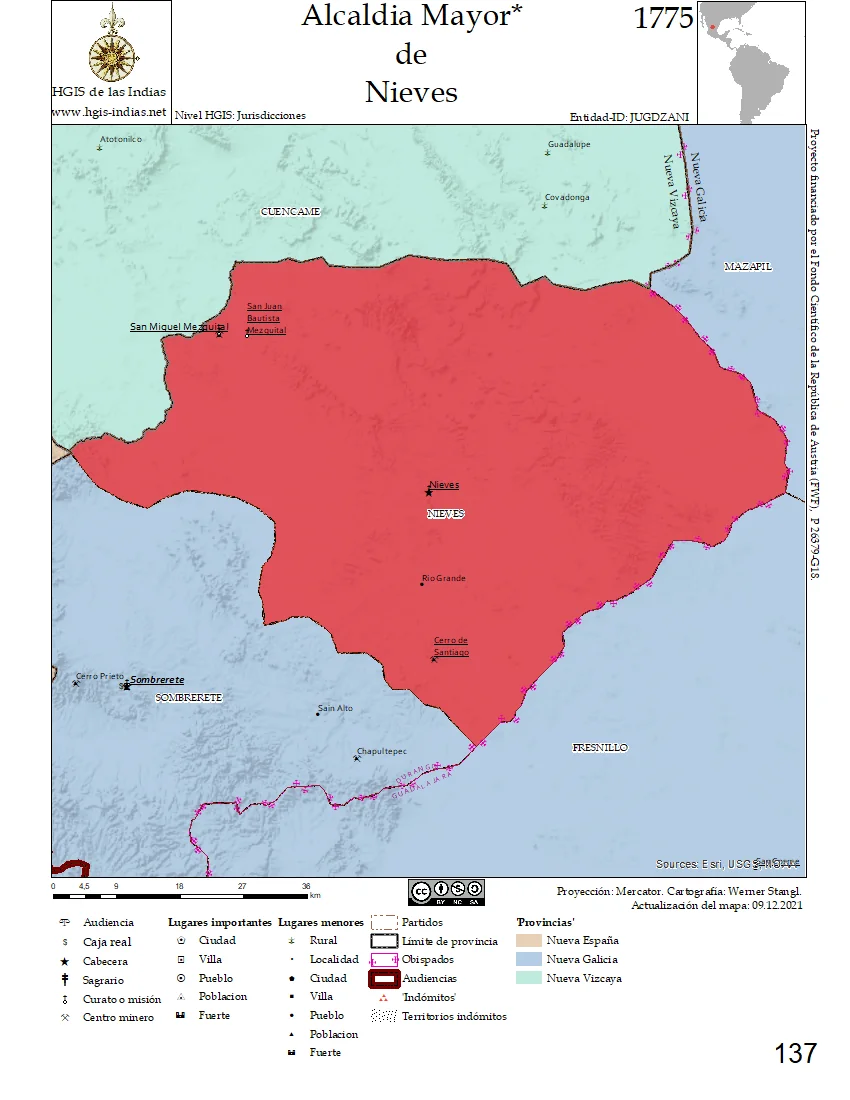 Alcaldia Mayor*
de
Nieves
1775
HGIS de las Indias
www.hgis-indias.net
Nivel HGIS: Jurisdicciones
Entidad-ID: JUGDZANI
Atotonilco
Guadalupe
Nueva Vizcaya
Nueva Galicia
Covadonga
CUENCAME
MAZAPIL
San Juan
Bautista
Mezquital
San Miguel Mezquital
Nieves
NIEVES
Rio Grande
Cerro de
Santiago
Cerro Prieto
Sombrerete
SOMBRERETE
Sain Alto
Chapultepec
FRESNILLO
DURANGO
GUADALAJARA
Sources: Esri, USGS, NOAA
Proyecto financiado por el Fondo Científico de la República de Austria (FWF), P 26379-G18.
0 4,5 9 18 27 36
km
CC BY NC SA
Proyección: Mercator. Cartografía: Werner Stangl.
Actualización del mapa: 09.12.2021
Audiencia
Caja real
Cabecera
Sagrario
Curato o misión
Centro minero
Lugares importantes
Ciudad
Villa
Pueblo
Poblacion
Fuerte
Lugares menores
Rural
Localidad
Ciudad
Villa
Pueblo
Poblacion
Fuerte
Partidos
Límite de provincia
Obispados
Audiencias
'Indómitos'
Territorios indómitos
'Provincias'
Nueva España
Nueva Galicia
Nueva Vizcaya
137